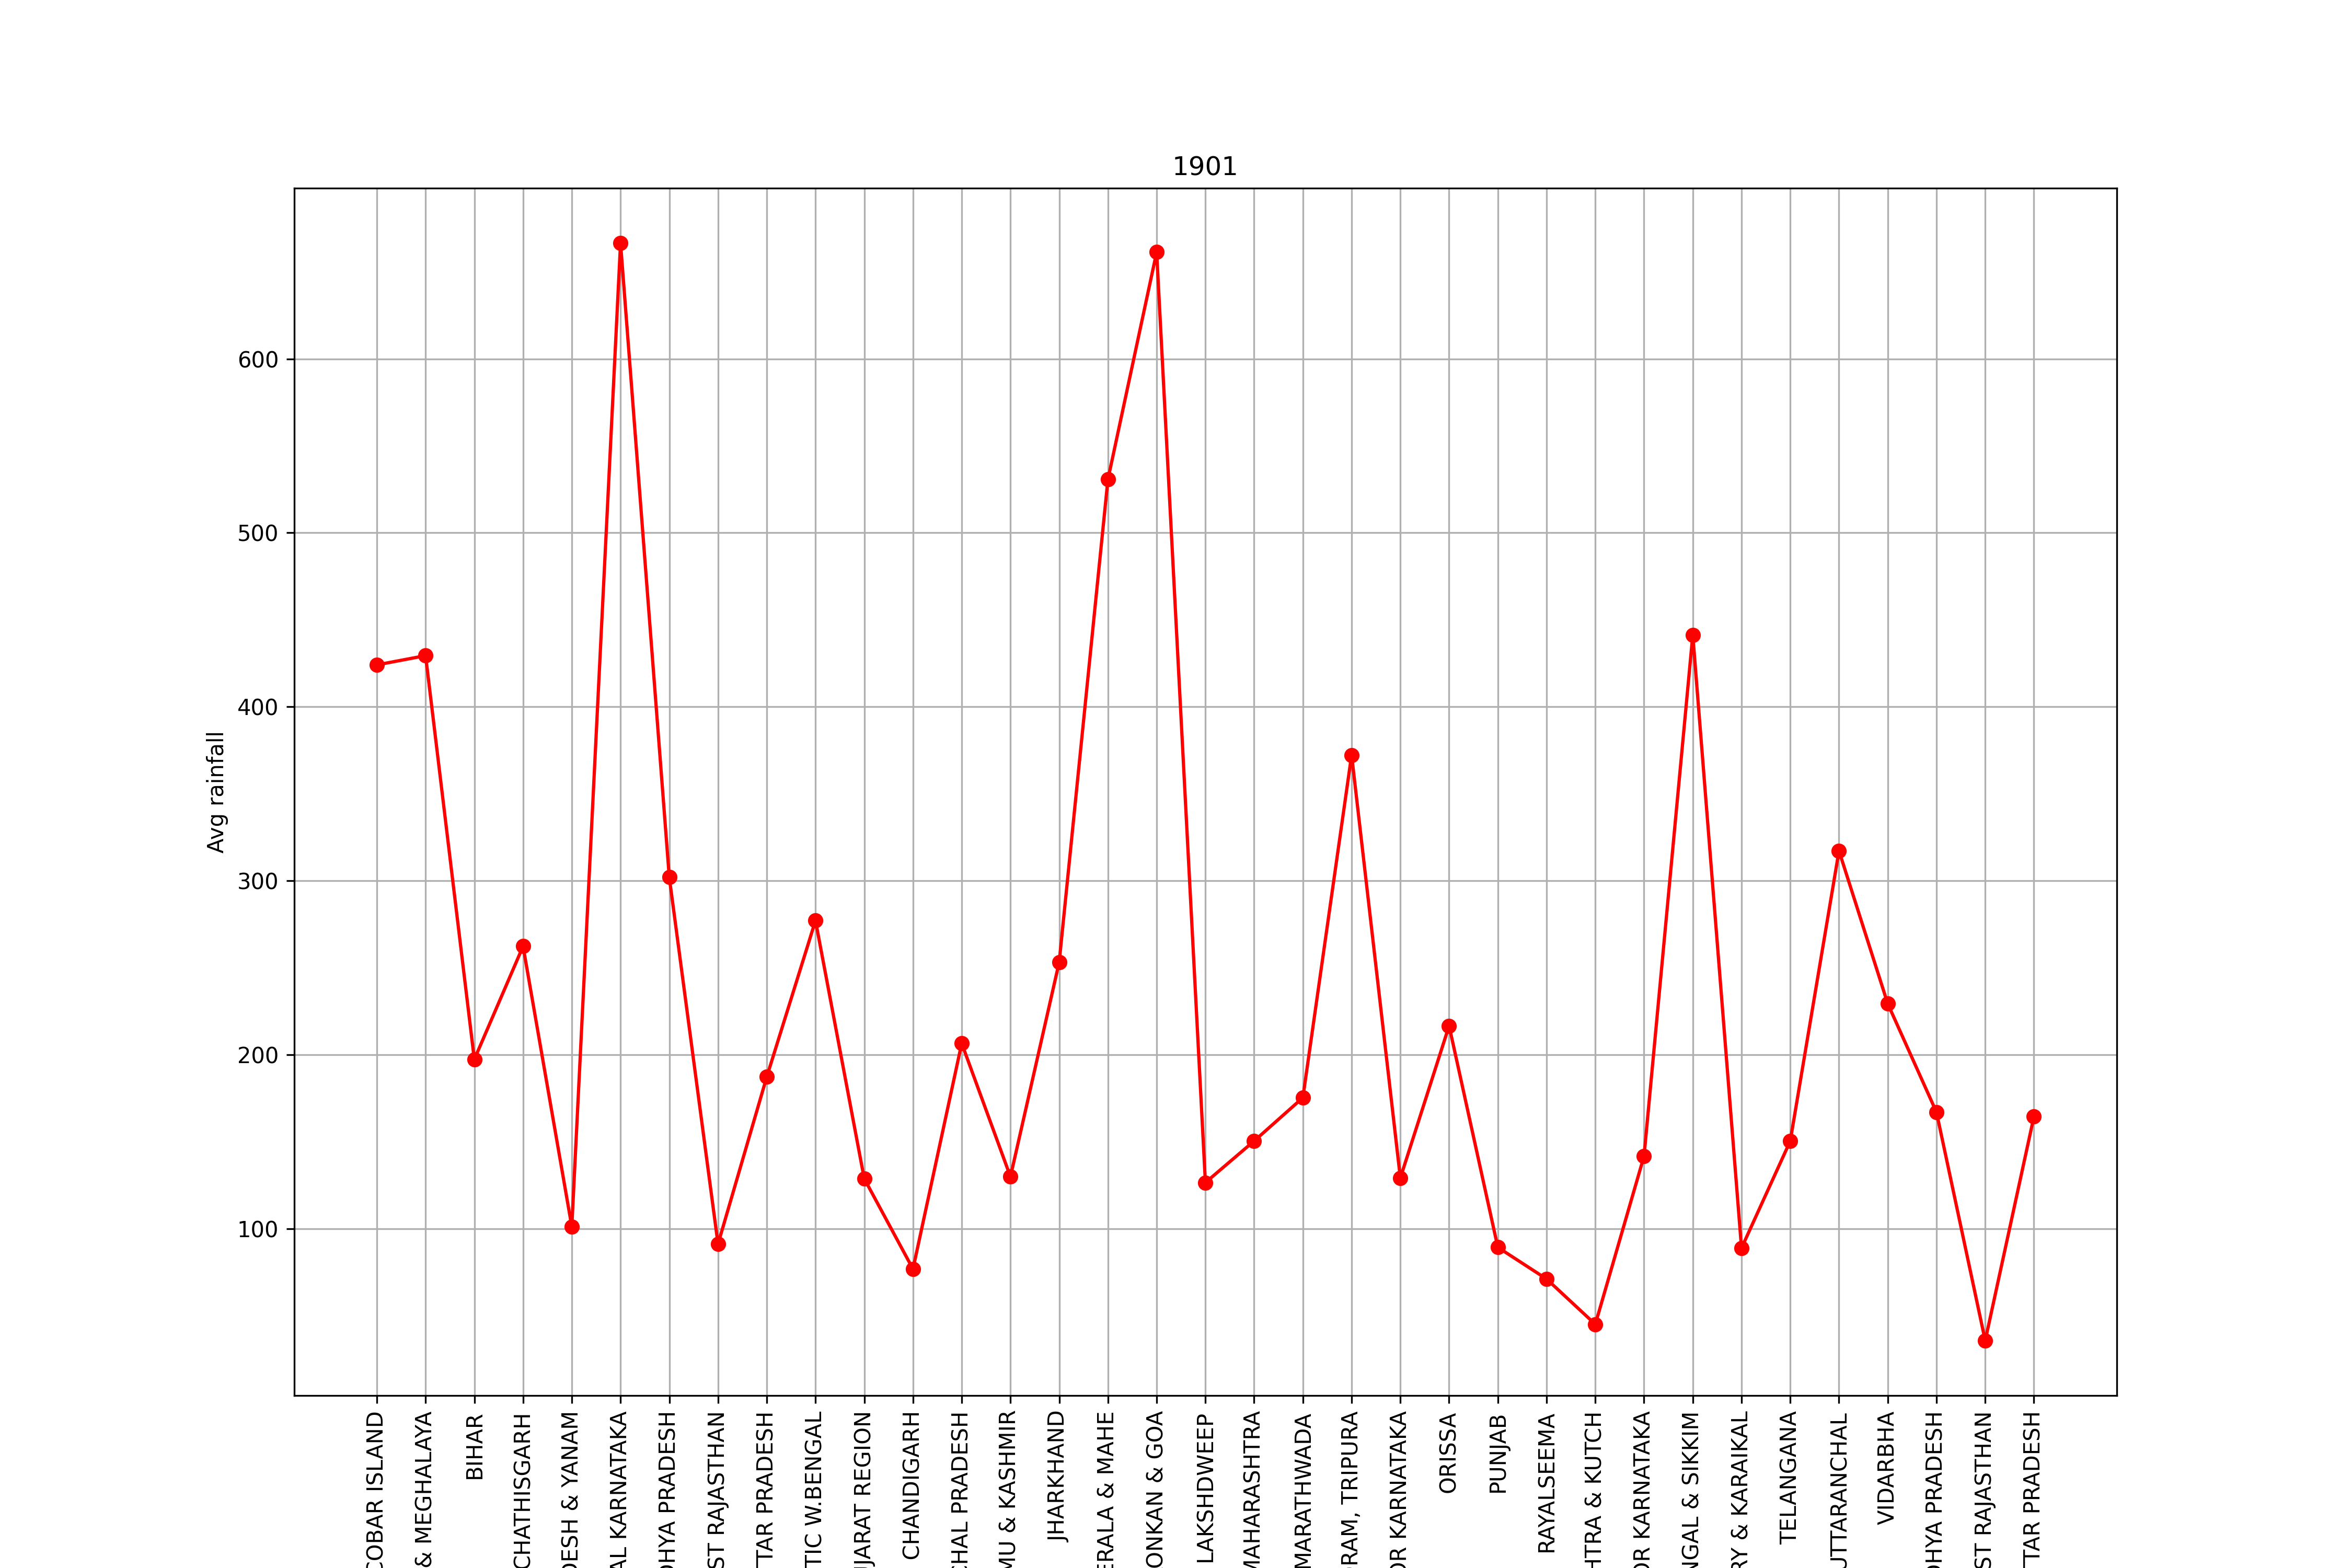 1901
600
500
400
300
200
100
Avg rainfall
COBAR ISLAND
& MEGHALAYA
BIHAR
CHATHISGARH
DESH & YANAM
AL KARNATAKA
DHYA PRADESH
ST RAJASTHAN
TTAR PRADESH
TIC W.BENGAL
JARAT REGION
CHANDIGARH
CHAL PRADESH
MU & KASHMIR
JHARKHAND
ERALA & MAHE
ONKAN & GOA
LAKSHDWEEP
MAHARASHTRA
MARATHWADA
RAM, TRIPURA
OR KARNATAKA
ORISSA
PUNJAB
RAYALSEEMA
HTRA & KUTCH
OR KARNATAKA
NGAL & SIKKIM
RY & KARAIKAL
TELANGANA
UTTARANCHAL
VIDARBHA
DHYA PRADESH
ST RAJASTHAN
TTAR PRADESH